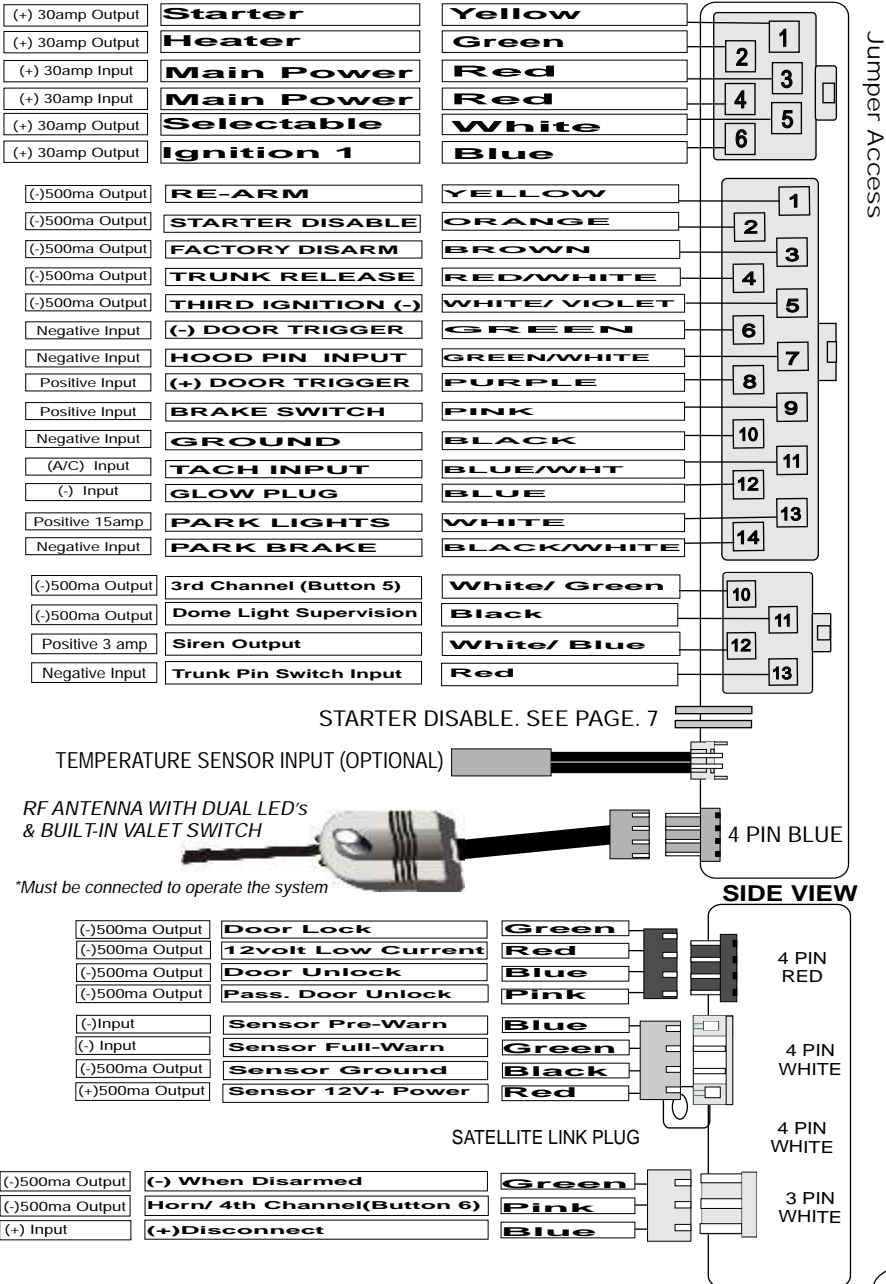 (+) 30amp Output Starter Yellow 1
(+) 30amp Output Heater Green 2
(+) 30amp Input Main Power Red 3
(+) 30amp Input Main Power Red 4
(+) 30amp Output Selectable White 5
(+) 30amp Output Ignition 1 Blue 6
Jumper Access
(-)500ma Output RE-ARM YELLOW 1
(-)500ma Output STARTER DISABLE ORANGE 2
(-)500ma Output FACTORY DISARM BROWN 3
(-)500ma Output TRUNK RELEASE RED/WHITE 4
(-)500ma Output THIRD IGNITION (-) WHITE/ VIOLET 5
Negative Input (-) DOOR TRIGGER GREEN 6
Negative Input HOOD PIN INPUT GREEN/WHITE 7
Positive Input (+) DOOR TRIGGER PURPLE 8
Positive Input BRAKE SWITCH PINK 9
Negative Input GROUND BLACK 10
(A/C) Input TACH INPUT BLUE/WHT 11
(-) Input GLOW PLUG BLUE 12
Positive 15amp PARK LIGHTS WHITE 13
Negative Input PARK BRAKE BLACK/WHITE 14
(-)500ma Output 3rd Channel (Button 5) White/ Green 10
(-)500ma Output Dome Light Supervision Black 11
Positive 3 amp Siren Output White/ Blue 12
Negative Input Trunk Pin Switch Input Red 13
STARTER DISABLE. SEE PAGE. 7
TEMPERATURE SENSOR INPUT (OPTIONAL)
RF ANTENNA WITH DUAL LED's
& BUILT-IN VALET SWITCH
4 PIN BLUE
*Must be connected to operate the system
SIDE VIEW
(-)500ma Output Door Lock Green
(-)500ma Output 12volt Low Current Red
(-)500ma Output Door Unlock Blue
(-)500ma Output Pass. Door Unlock Pink
4 PIN
RED
(-)Input Sensor Pre-Warn Blue
(-) Input Sensor Full-Warn Green
(-)500ma Output Sensor Ground Black
(+)500ma Output Sensor 12V+ Power Red
4 PIN
WHITE
SATELLITE LINK PLUG
4 PIN
WHITE
(-)500ma Output (-) When Disarmed Green
(-)500ma Output Horn/ 4th Channel(Button 6) Pink
(+) Input (+)Disconnect Blue
3 PIN
WHITE